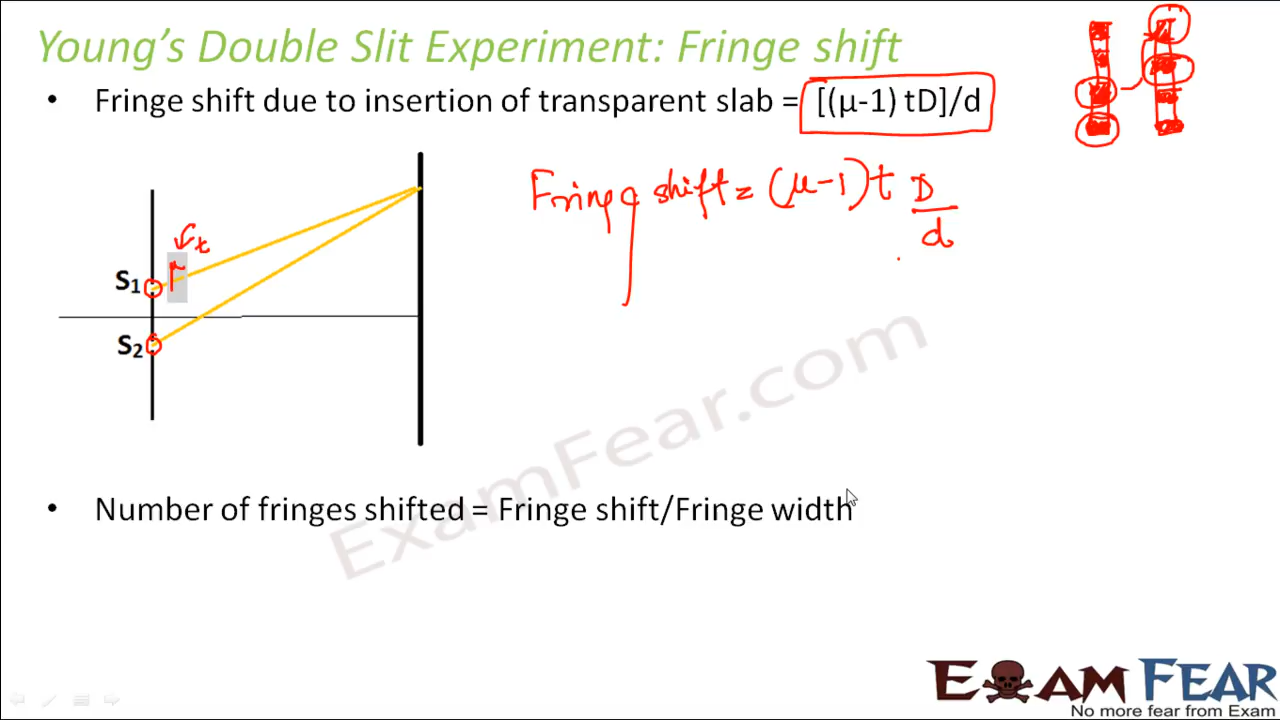 Young's Double Slit Experiment: Fringe shift
• Fringe shift due to insertion of transparent slab = [(μ-1) tD]/d
Fringe shift = (μ-1) t D/d
t
S1
μ
S2
ExamFear.com
• Number of fringes shifted = Fringe shift/Fringe width
EXAM FEAR
No more fear from Exam